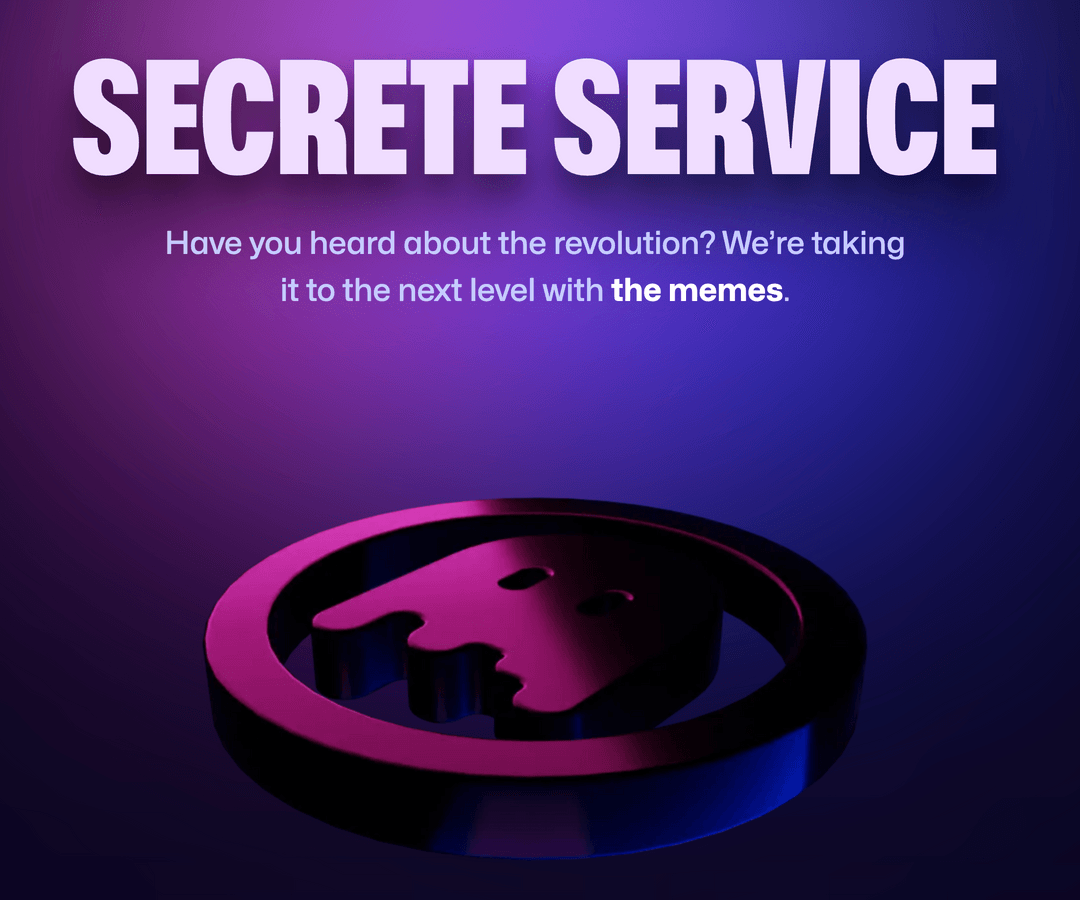 SECRETE SERVICE
Have you heard about the revolution? We’re taking
it to the next level with the memes.